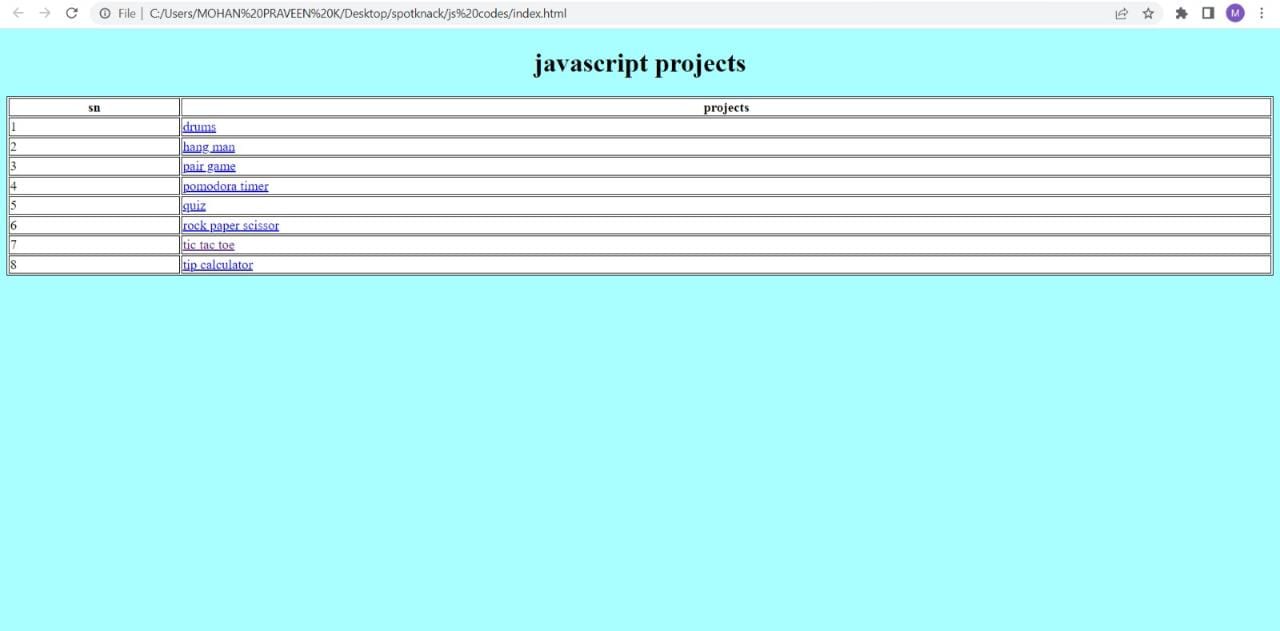 File | C:/Users/MOHAN%20PRAVEEN%20K/Desktop/spotknack/js%20codes/index.html M
javascript projects
sn projects
1 drums
2 hang man
3 pair game
4 pomodora timer
5 quiz
6 rock paper scissor
7 tic tac toe
8 tip calculator